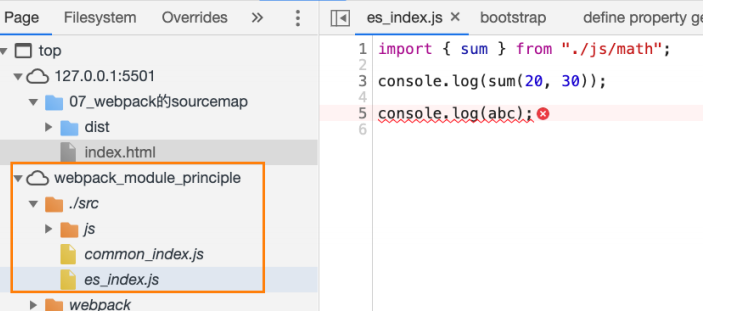 Page Filesystem Overrides »
top
127.0.0.1:5501
07_webpack的sourcemap
dist
index.html
webpack_module_principle
./src
js
common_index.js
es_index.js
webpack
es_index.js × bootstrap define property ge
1 import { sum } from "./js/math";
2
3 console.log(sum(20, 30));
4
5 console.log(abc);
6